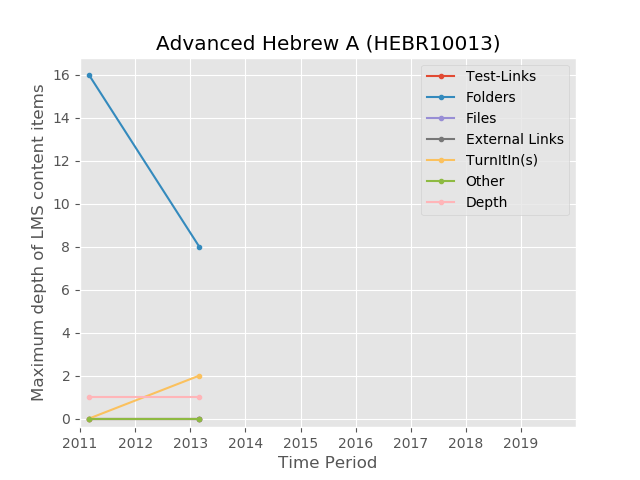 Advanced Hebrew A (HEBR10013)
Maximum depth of LMS content items
16
14
12
10
8
6
4
2
0
Test-Links
Folders
Files
External Links
TurnItIn(s)
Other
Depth
2011 2012 2013 2014 2015 2016 2017 2018 2019
Time Period